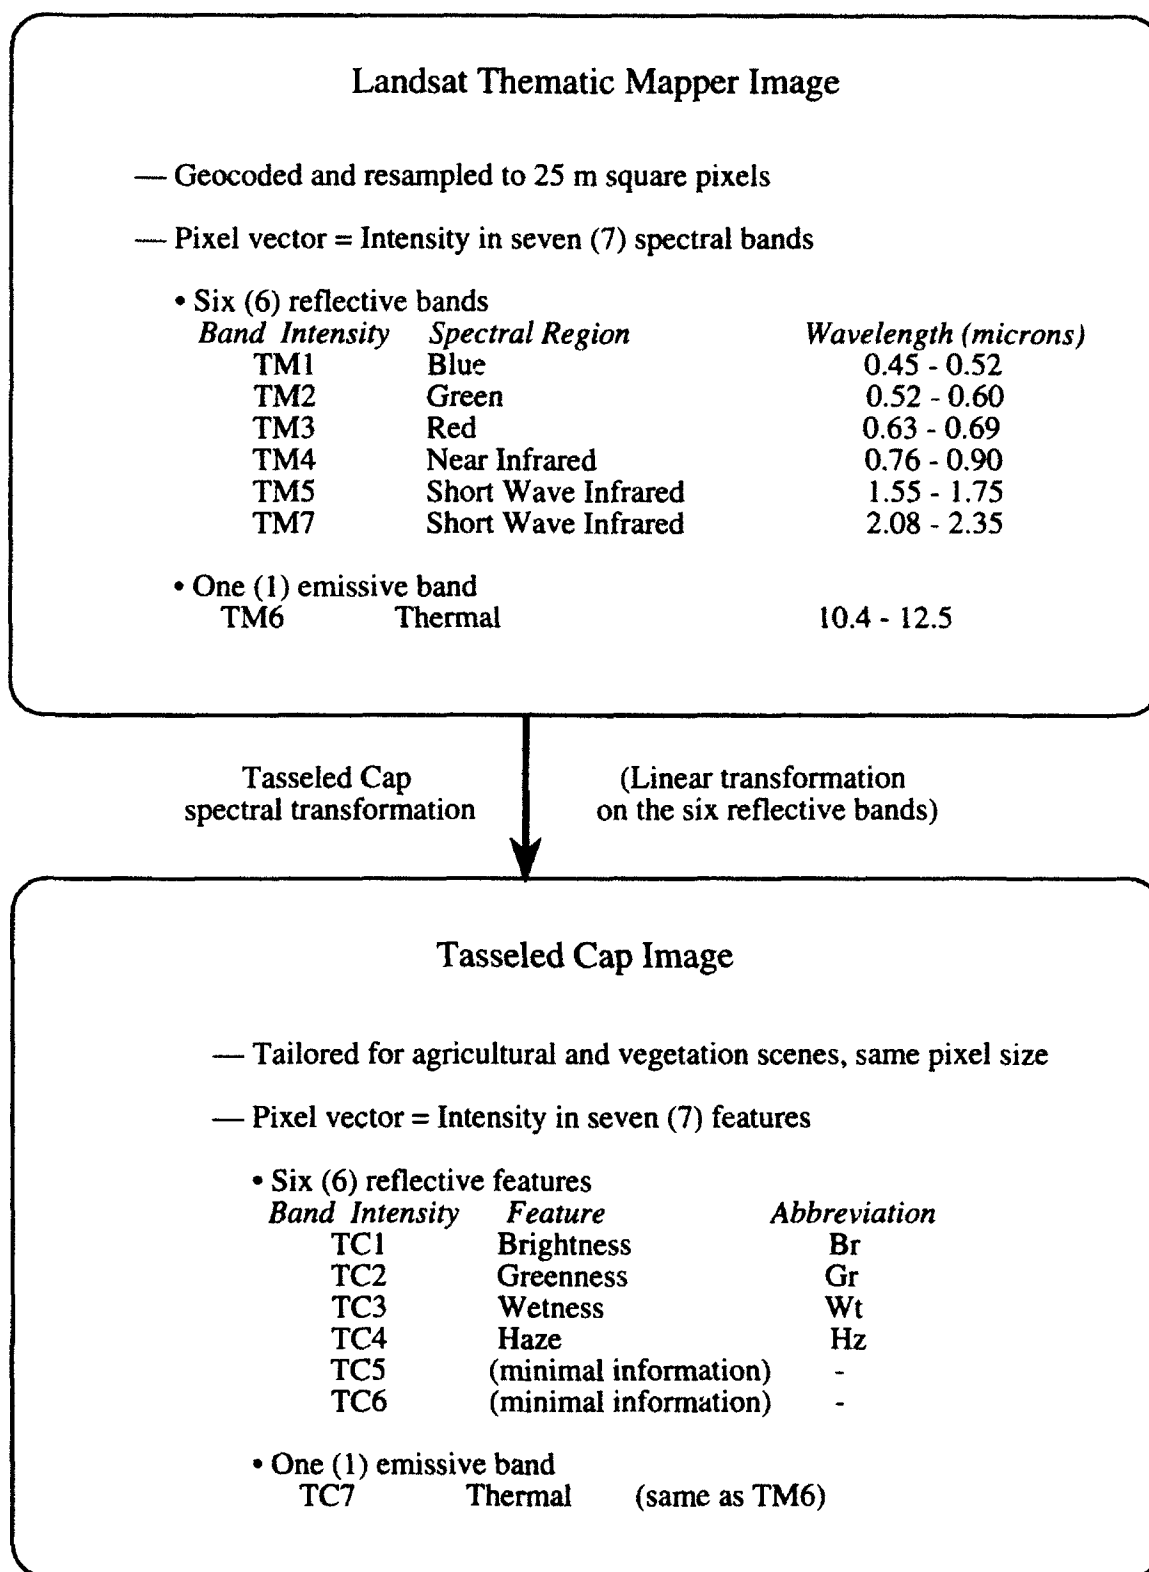 Landsat Thematic Mapper Image
— Geocoded and resampled to 25 m square pixels
— Pixel vector = Intensity in seven (7) spectral bands
• Six (6) reflective bands
Band Intensity Spectral Region Wavelength (microns)
TM1 Blue 0.45 - 0.52
TM2 Green 0.52 - 0.60
TM3 Red 0.63 - 0.69
TM4 Near Infrared 0.76 - 0.90
TM5 Short Wave Infrared 1.55 - 1.75
TM7 Short Wave Infrared 2.08 - 2.35
• One (1) emissive band
TM6 Thermal 10.4 - 12.5
Tasseled Cap (Linear transformation
spectral transformation on the six reflective bands)
Tasseled Cap Image
— Tailored for agricultural and vegetation scenes, same pixel size
— Pixel vector = Intensity in seven (7) features
• Six (6) reflective features
Band Intensity Feature Abbreviation
TC1 Brightness Br
TC2 Greenness Gr
TC3 Wetness Wt
TC4 Haze Hz
TC5 (minimal information) -
TC6 (minimal information) -
• One (1) emissive band
TC7 Thermal (same as TM6)